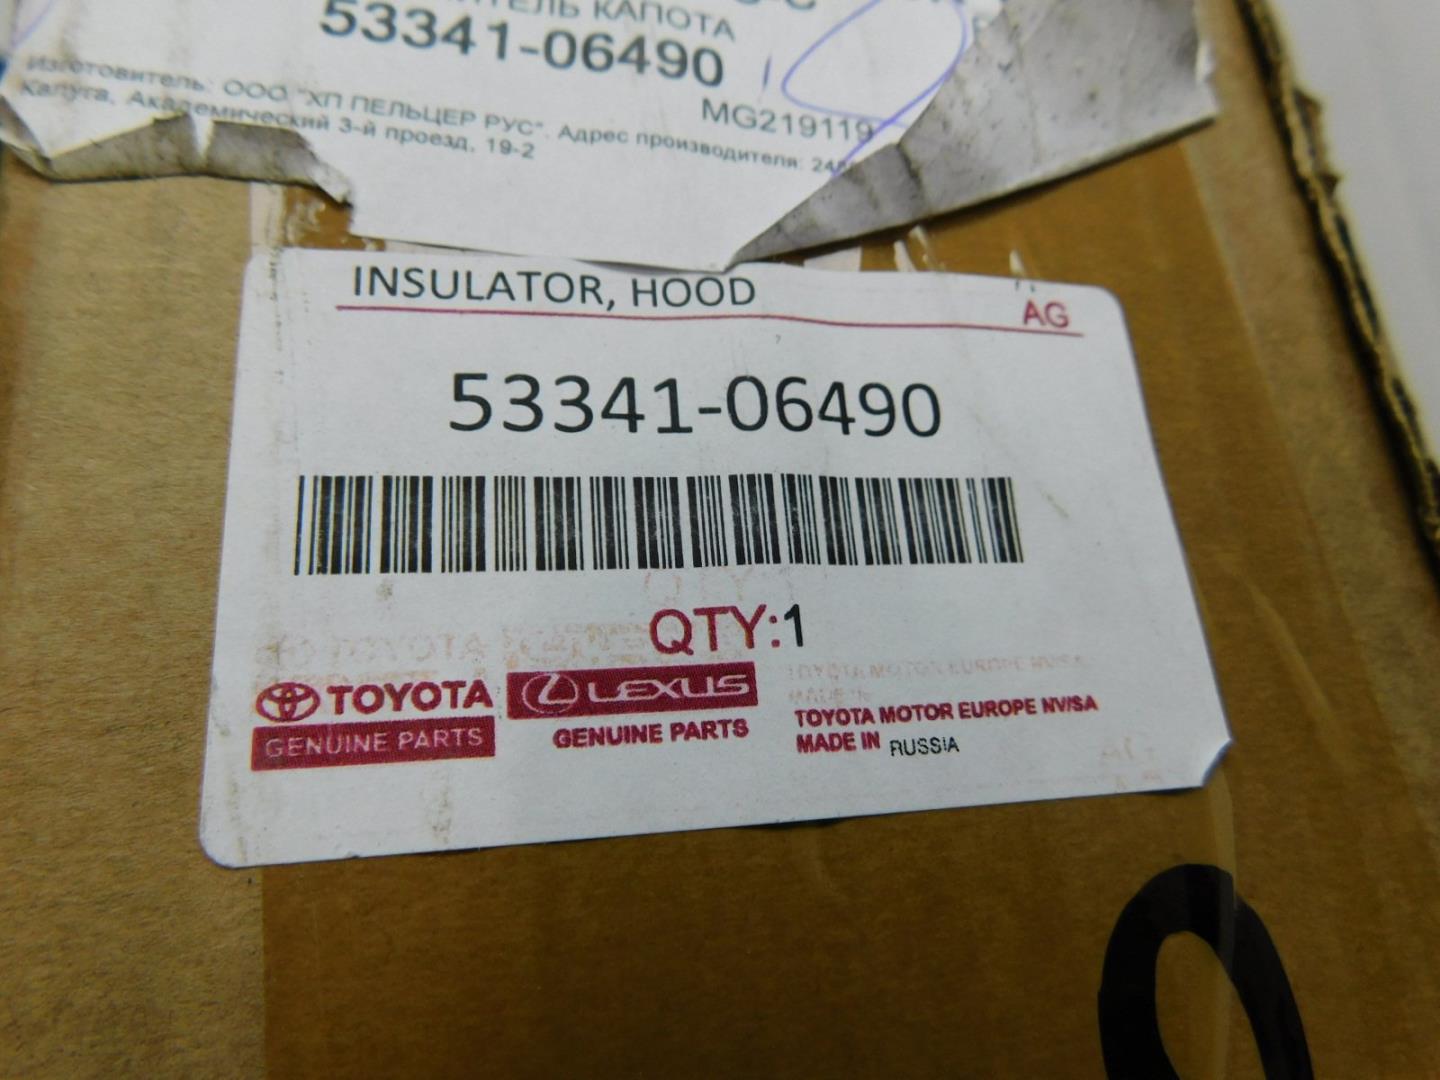 КАПОТА
53341-06490
MG219119
Изготовитель: ООО "ХП ПЕЛЬЦЕР РУС". Адрес производителя:
Калуга, Академический 3-й проезд, 19-2
INSULATOR, HOOD
AG
53341-06490
QTY:1
TOYOTA
GENUINE PARTS
LEXUS
GENUINE PARTS
TOYOTA MOTOR EUROPE NV/SA
MADE IN RUSSIA